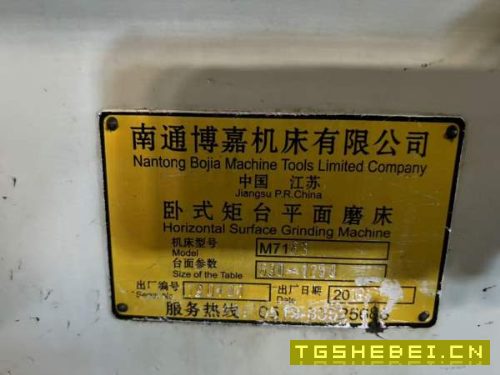 南通博嘉机床有限公司
Nantong Bojia Machine Tools Limited Company
中国 江苏
Jiangsu P.R.China
卧式矩台平面磨床
Horizontal Surface Grinding Machine
机床型号
Model
台面参数
Size of the Table
出厂编号
出厂日期
Date
服务热线:
TGSHEBEI.CN